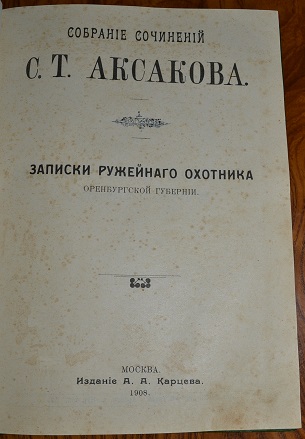 СОБРАНІЕ СОЧИНЕНІЙ
С. Т. АКСАКОВА.
ЗАПИСКИ РУЖЕЙНАГО ОХОТНИКА
ОРЕНБУРГСКОЙ ГУБЕРНІИ.
МОСКВА.
Изданіе А. А. Карцева.
1908.